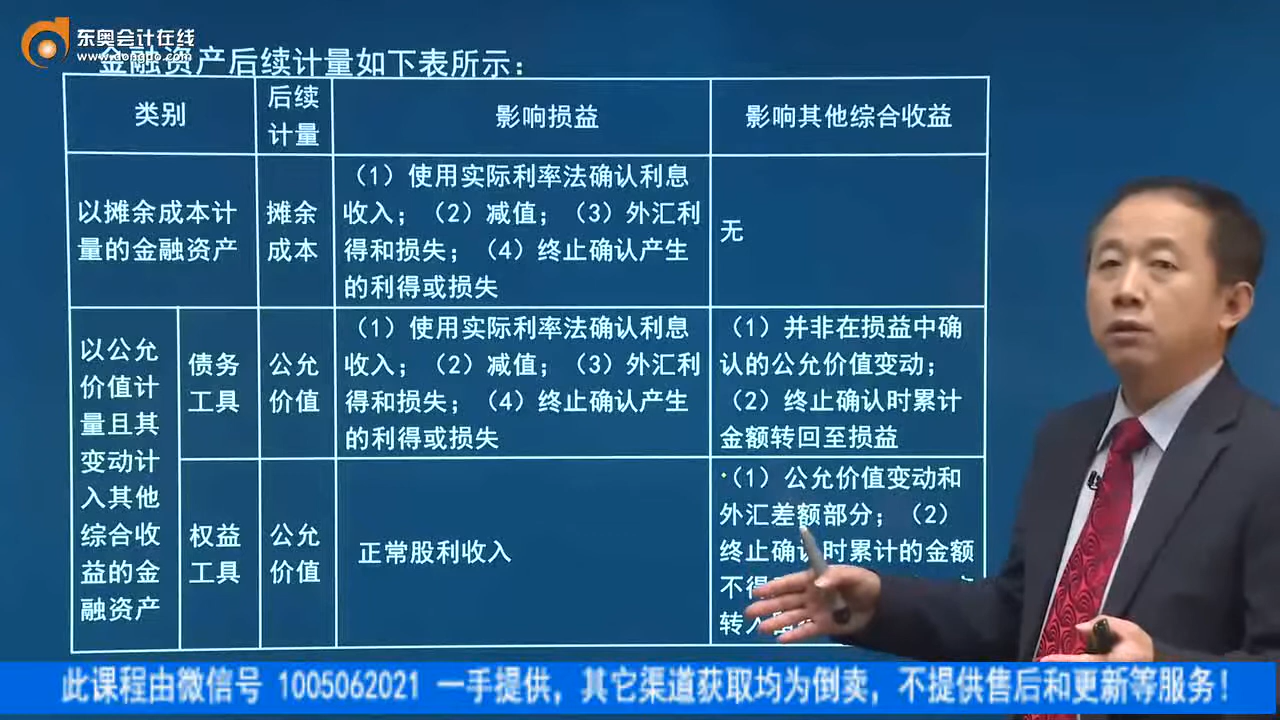 东奥会计在线
www.dongao.com
金融资产后续计量如下表所示：
类别
后续
计量
影响损益
影响其他综合收益
以摊余成本计
量的金融资产
摊余
成本
（1）使用实际利率法确认利息
收入；（2）减值；（3）外汇利
得和损失；（4）终止确认产生
的利得或损失
无
以公允
价值计
量且其
变动计
入其他
综合收
益的金
融资产
债务
工具
公允
价值
（1）使用实际利率法确认利息
收入；（2）减值；（3）外汇利
得和损失；（4）终止确认产生
的利得或损失
（1）并非在损益中确
认的公允价值变动；
（2）终止确认时累计
金额转回至损益
权益
工具
公允
价值
正常股利收入
（1）公允价值变动和
外汇差额部分；（2）
终止确认时累计的金额
不得
转入
此课程由微信号 1005062021 一手提供，其它渠道获取均为倒卖，不提供售后和更新等服务！